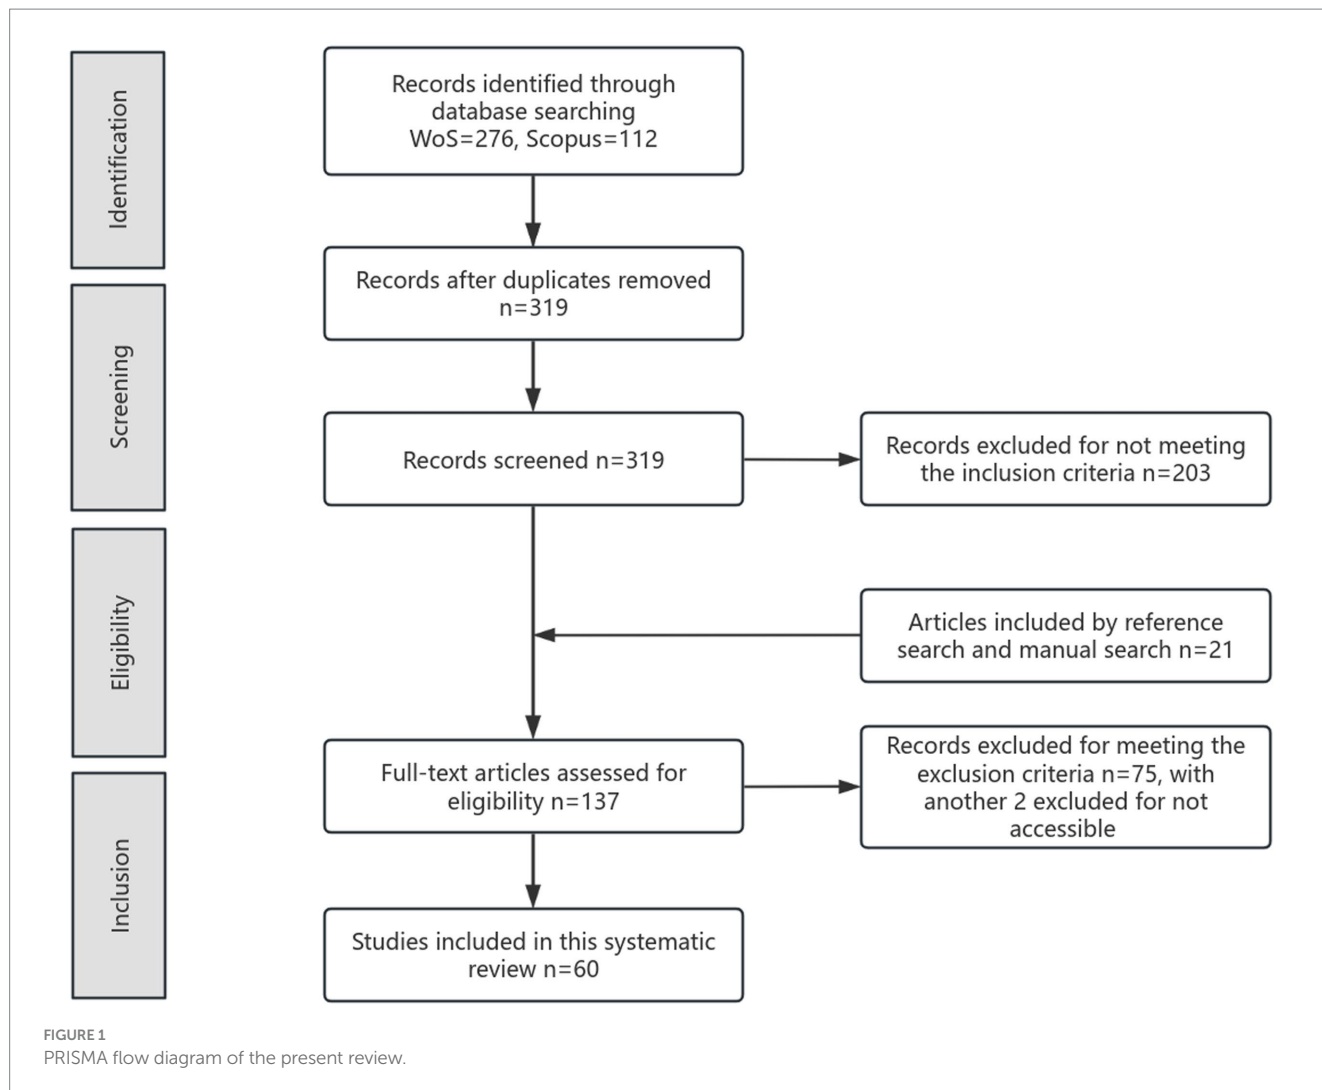 Identification
Records identified through
database searching
WoS=276, Scopus=112
Records after duplicates removed
n=319
Screening
Records screened n=319
Records excluded for not meeting
the inclusion criteria n=203
Eligibility
Articles included by reference
search and manual search n=21
Full-text articles assessed for
eligibility n=137
Records excluded for meeting the
exclusion criteria n=75, with
another 2 excluded for not
accessible
Inclusion
Studies included in this systematic
review n=60
FIGURE 1
PRISMA flow diagram of the present review.